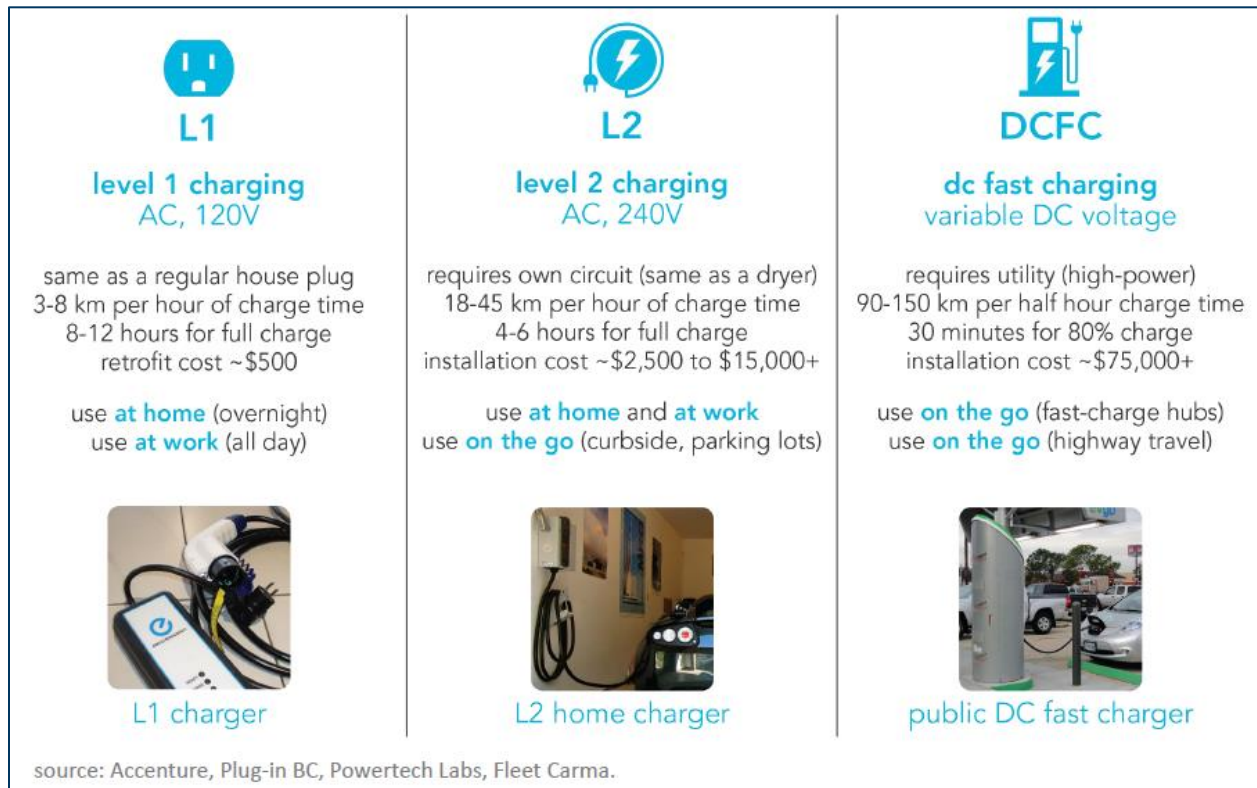 L1
level 1 charging
AC, 120V
same as a regular house plug
3-8 km per hour of charge time
8-12 hours for full charge
retrofit cost ~$500
use at home (overnight)
use at work (all day)
L1 charger
L2
level 2 charging
AC, 240V
requires own circuit (same as a dryer)
18-45 km per hour of charge time
4-6 hours for full charge
installation cost ~$2,500 to $15,000+
use at home and at work
use on the go (curbside, parking lots)
L2 home charger
DCFC
dc fast charging
variable DC voltage
requires utility (high-power)
90-150 km per half hour charge time
30 minutes for 80% charge
installation cost ~$75,000+
use on the go (fast-charge hubs)
use on the go (highway travel)
public DC fast charger
source: Accenture, Plug-in BC, Powertech Labs, Fleet Carma.